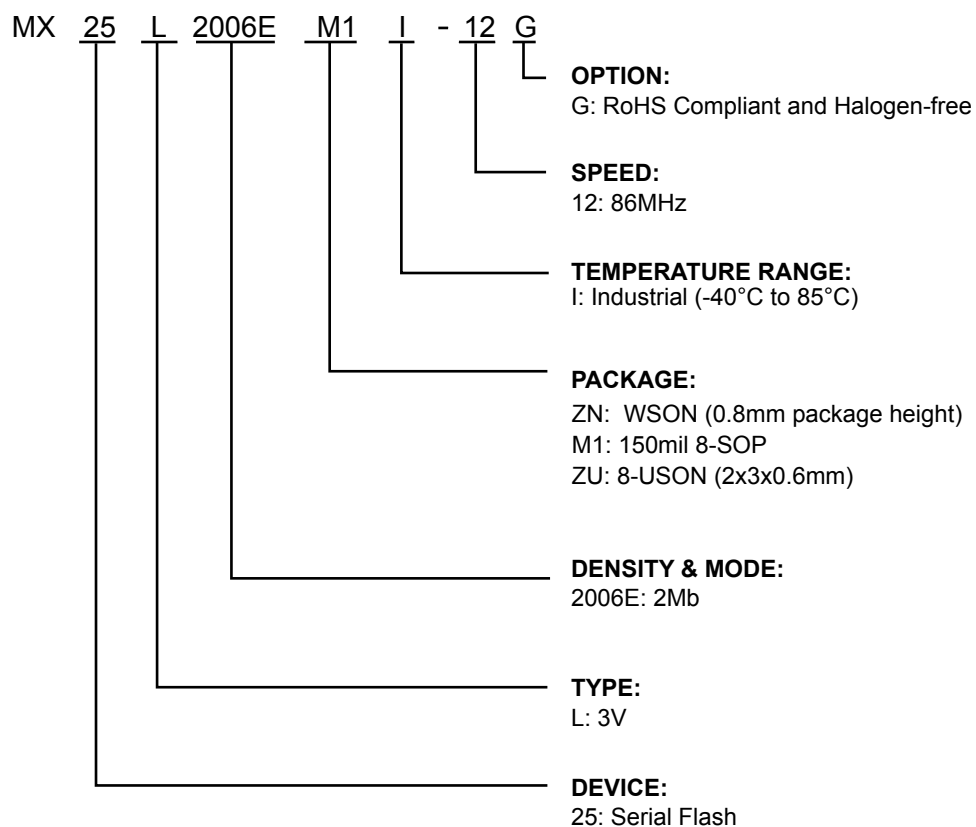 MX 25 L 2006E M1 I - 12 G
OPTION:
G: RoHS Compliant and Halogen-free
SPEED:
12: 86MHz
TEMPERATURE RANGE:
I: Industrial (-40°C to 85°C)
PACKAGE:
ZN: WSON (0.8mm package height)
M1: 150mil 8-SOP
ZU: 8-USON (2x3x0.6mm)
DENSITY & MODE:
2006E: 2Mb
TYPE:
L: 3V
DEVICE:
25: Serial Flash